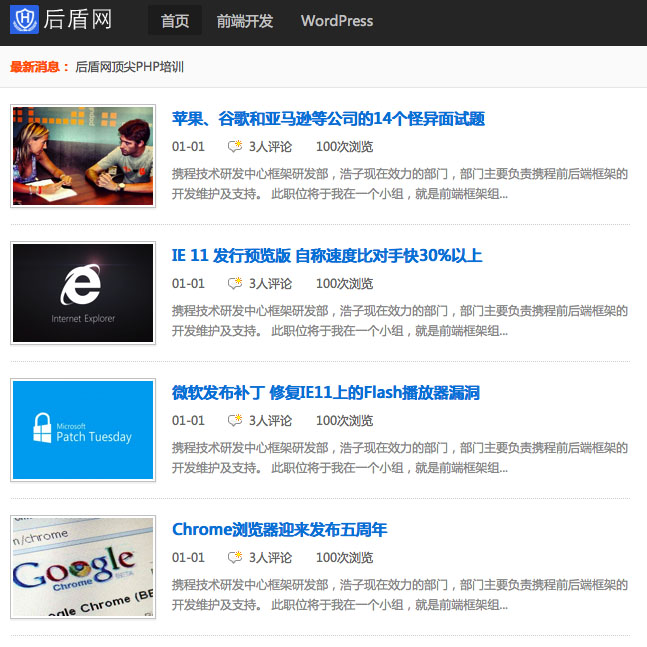 后盾网 首页 前端开发 WordPress
最新消息： 后盾网顶尖PHP培训
苹果、谷歌和亚马逊等公司的14个怪异面试题
01-01 3人评论 100次浏览
携程技术研发中心框架研发部，浩子现在效力的部门，部门主要负责携程前后端框架的
开发维护及支持。 此职位将于我在一个小组，就是前端框架组...
IE 11 发行预览版 自称速度比对手快30%以上
01-01 3人评论 100次浏览
Internet Explorer
携程技术研发中心框架研发部，浩子现在效力的部门，部门主要负责携程前后端框架的
开发维护及支持。 此职位将于我在一个小组，就是前端框架组...
微软发布补丁 修复IE11上的Flash播放器漏洞
01-01 3人评论 100次浏览
Microsoft
Patch Tuesday
携程技术研发中心框架研发部，浩子现在效力的部门，部门主要负责携程前后端框架的
开发维护及支持。 此职位将于我在一个小组，就是前端框架组...
Chrome浏览器迎来发布五周年
01-01 3人评论 100次浏览
n/chrome
Google
Chrome BETA
gle Chrome (BE
携程技术研发中心框架研发部，浩子现在效力的部门，部门主要负责携程前后端框架的
开发维护及支持。 此职位将于我在一个小组，就是前端框架组...